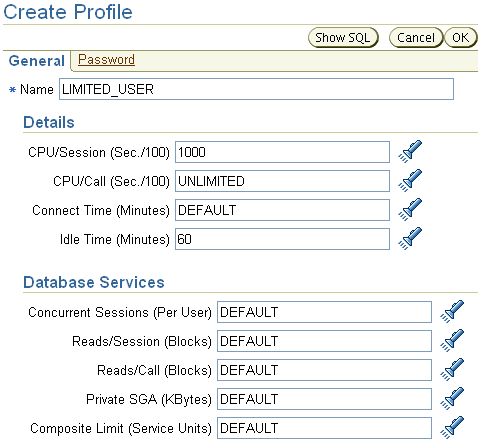 Create Profile
Show SQL Cancel OK
General Password
* Name LIMITED_USER
Details
CPU/Session (Sec./100) 1000
CPU/Call (Sec./100) UNLIMITED
Connect Time (Minutes) DEFAULT
Idle Time (Minutes) 60
Database Services
Concurrent Sessions (Per User) DEFAULT
Reads/Session (Blocks) DEFAULT
Reads/Call (Blocks) DEFAULT
Private SGA (KBytes) DEFAULT
Composite Limit (Service Units) DEFAULT